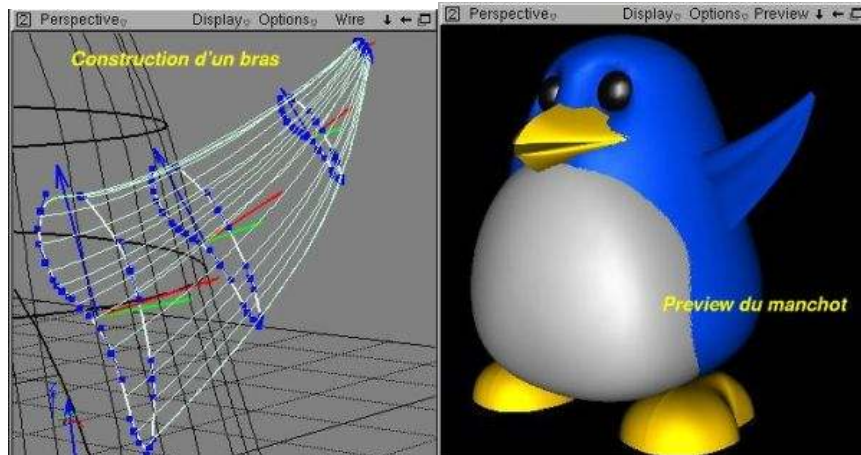 2 Perspective Display Options Wire
Construction d'un bras
2 Perspective Display Options Preview
Preview du manchot